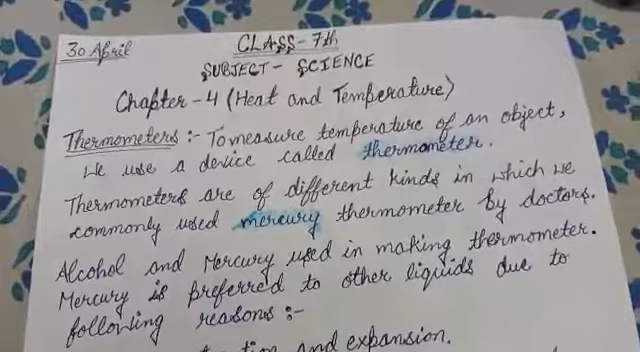 30 April
CLASS-7th
SUBJECT- SCIENCE
Chapter - 4 (Heat and Temperature)
Thermometers :- To measure temperature of an object,
We use a device called thermometer.
Thermometers are of different kinds in which we
commonly used mercury thermometer by doctors.
Alcohol and Mercury used in making thermometer.
Mercury is preferred to other liquids due to
following reasons :-
and expansion.